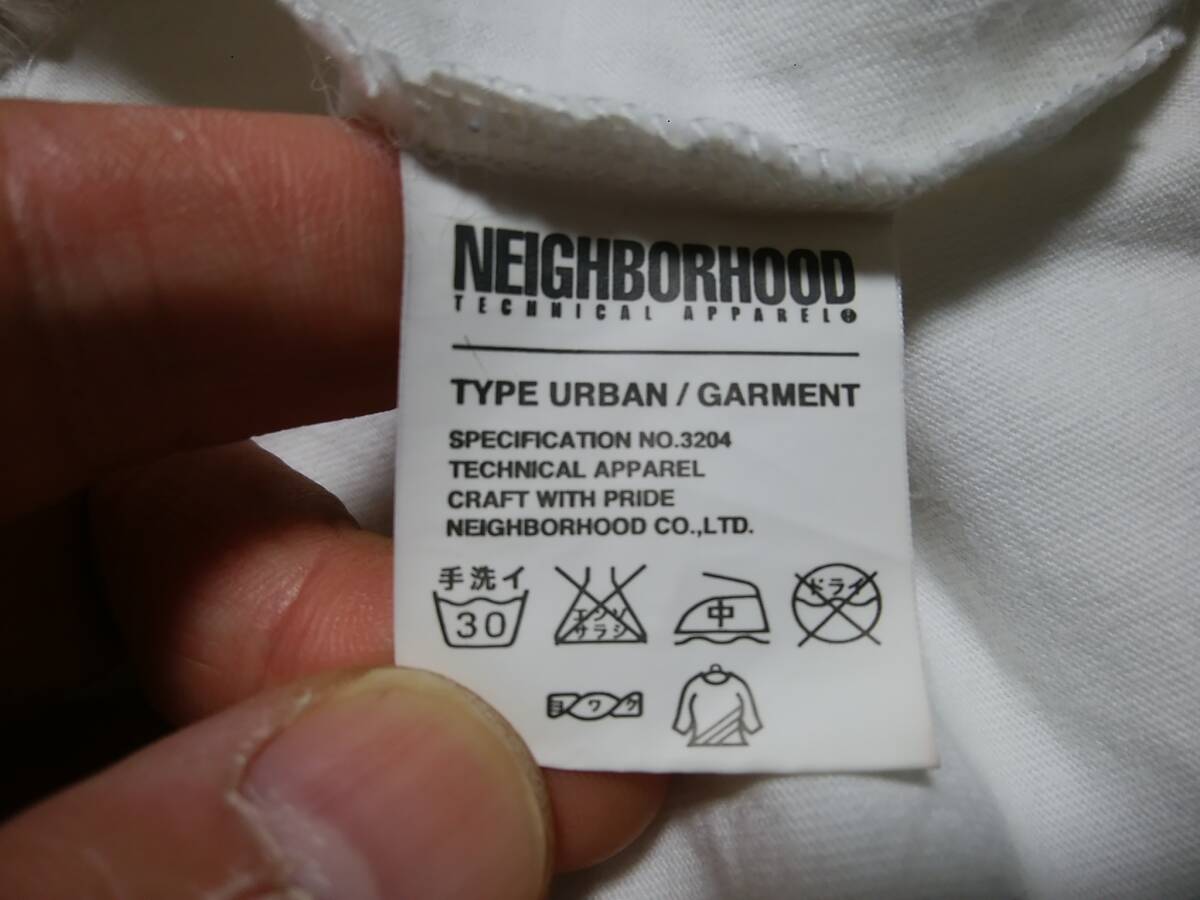 NEIGHBORHOOD
TECHNICAL APPAREL
TYPE URBAN / GARMENT
SPECIFICATION NO.3204
TECHNICAL APPAREL
CRAFT WITH PRIDE
NEIGHBORHOOD CO.,LTD.
手洗イ
30
エンソ
サラシ
中
ドライ
ヨワク